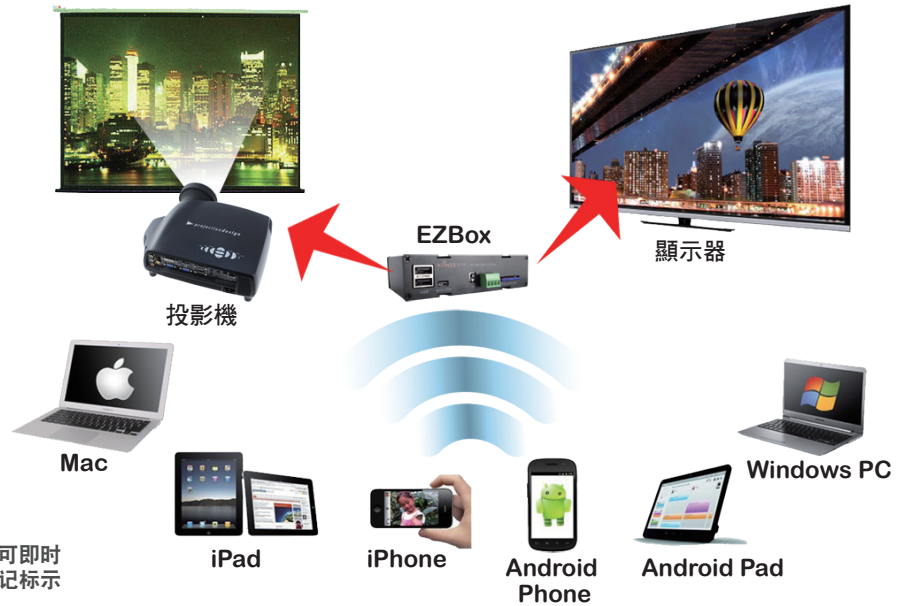 projectiondesign
EZBox
顯示器
投影機
Mac
Windows PC
iPad
iPhone
Android
Phone
Android Pad
可即时
记标示